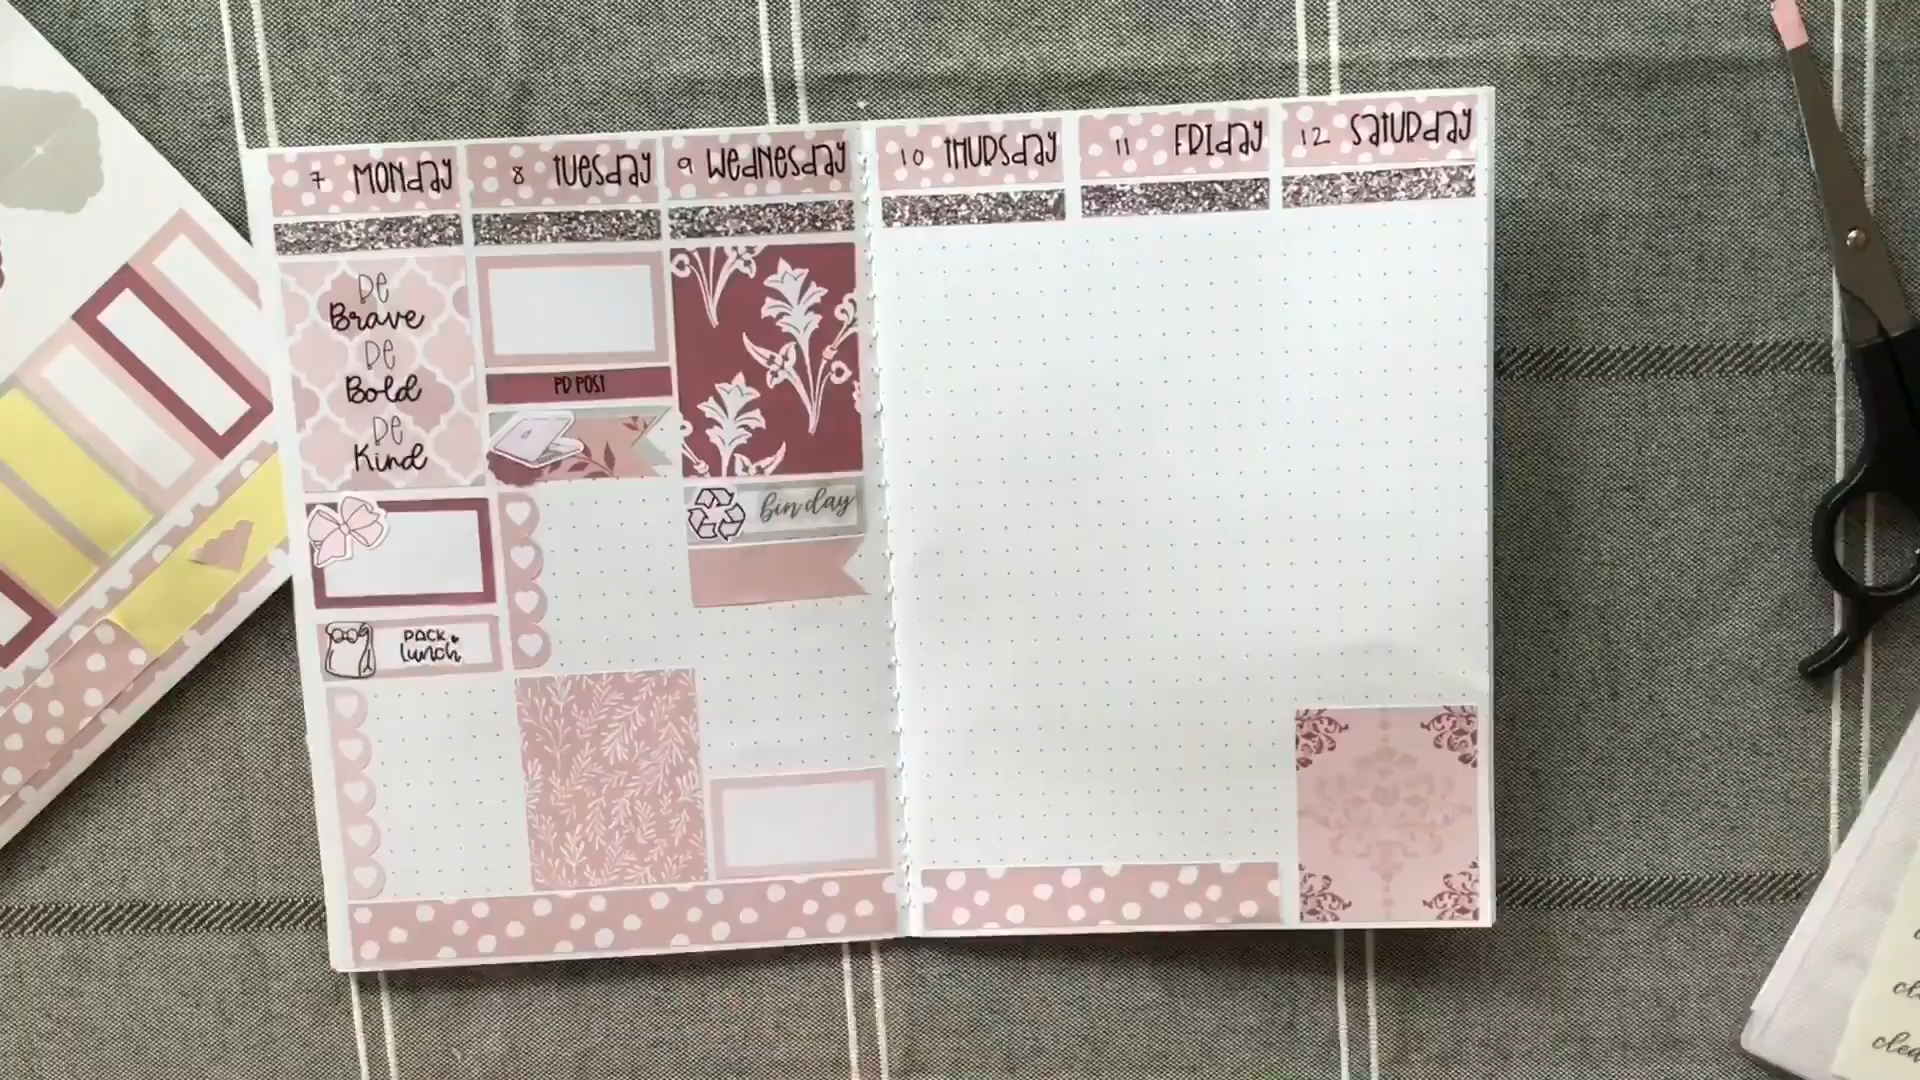 7 MONday
8 tuesday
9 WedNesday
10 tHURSday
11 FRIday
12 SatURday
be
Brave
be
Bold
be
Kind
PD POST
bin day
PACK
lunch